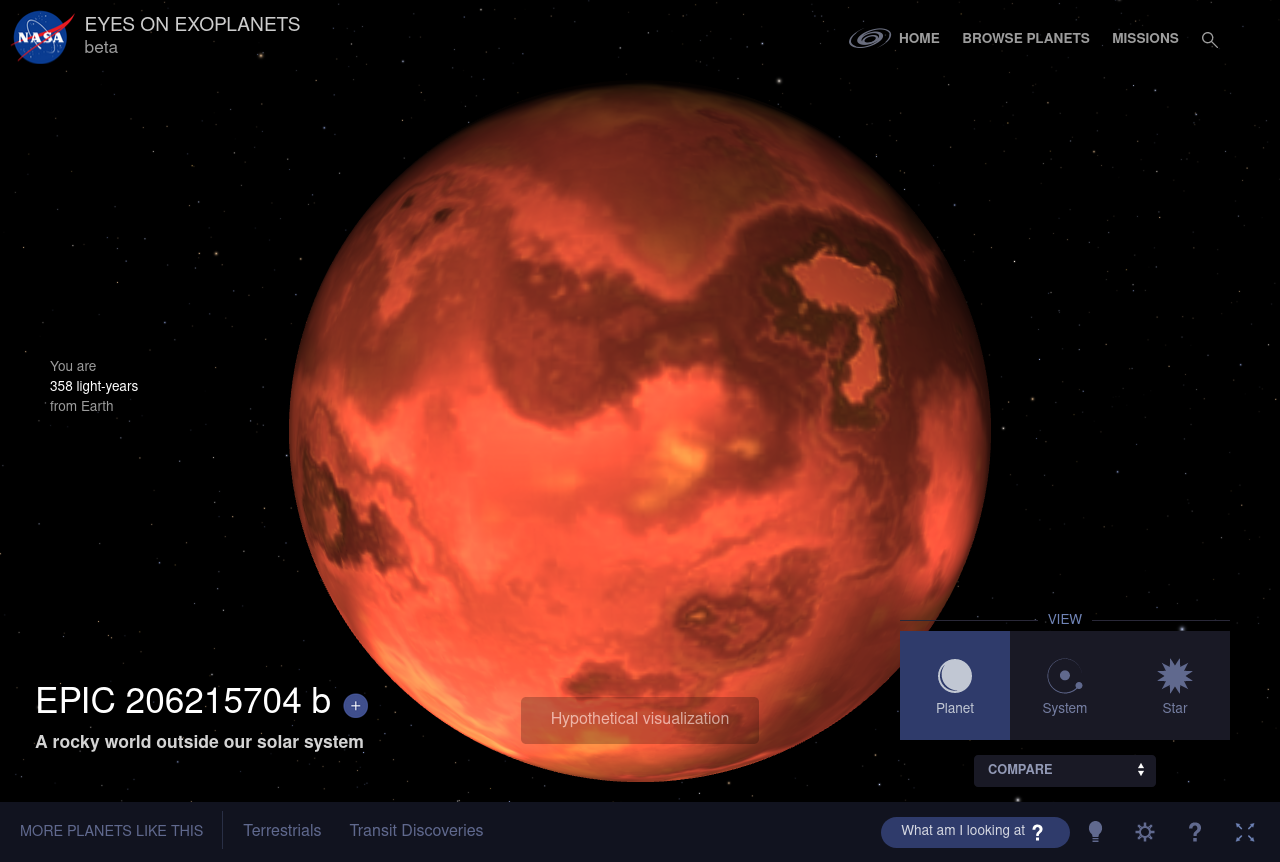 NASA
EYES ON EXOPLANETS
beta
HOME
BROWSE PLANETS
MISSIONS
You are
358 light-years
from Earth
EPIC 206215704 b +
A rocky world outside our solar system
Hypothetical visualization
VIEW
Planet
System
Star
COMPARE
MORE PLANETS LIKE THIS
Terrestrials
Transit Discoveries
What am I looking at ?
?